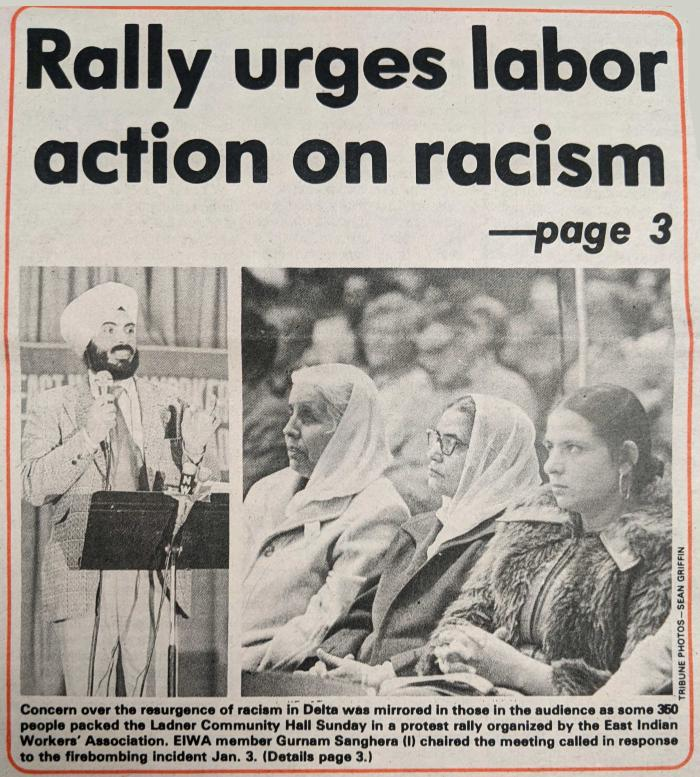 Rally urges labor
action on racism
—page 3
EAST IN
WORKER
TRIBUNE PHOTOS—SEAN GRIFFIN
Concern over the resurgence of racism in Delta was mirrored in those in the audience as some 350
people packed the Ladner Community Hall Sunday in a protest rally organized by the East Indian
Workers' Association. EIWA member Gurnam Sanghera (l) chaired the meeting called in response
to the firebombing incident Jan. 3. (Details page 3.)